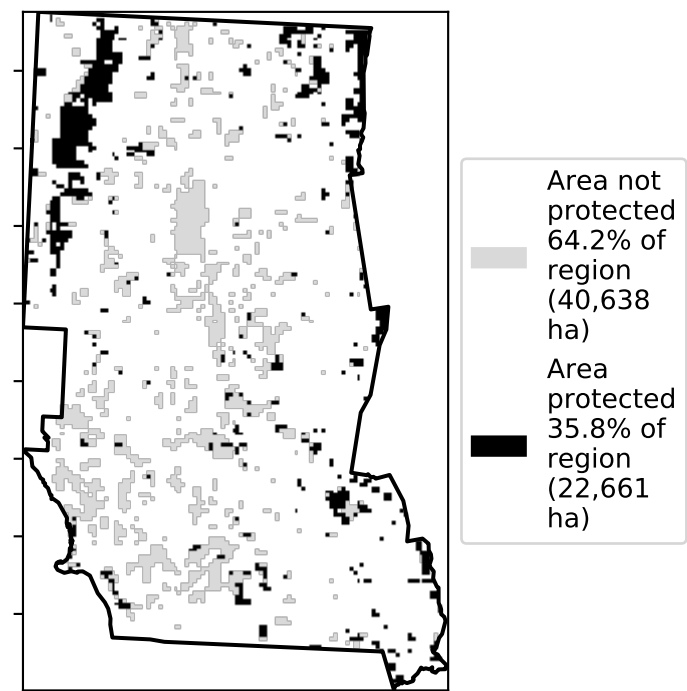 Area not
protected
64.2% of
region
(40,638
ha)
Area
protected
35.8% of
region
(22,661
ha)